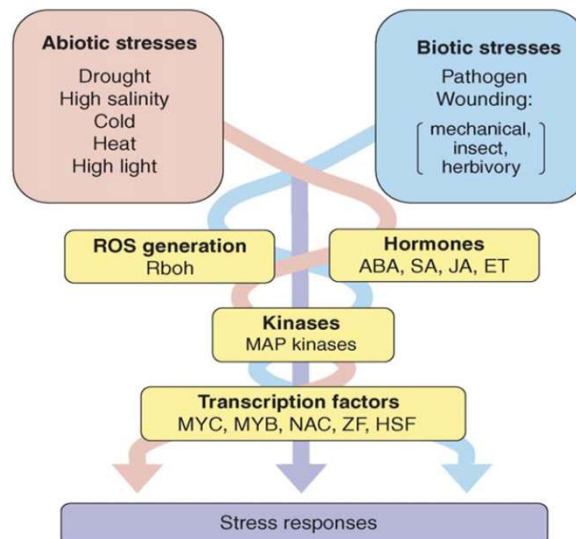 Abiotic stresses
Drought
High salinity
Cold
Heat
High light
Biotic stresses
Pathogen
Wounding:
mechanical,
insect,
herbivory
ROS generation
Rboh
Hormones
ABA, SA, JA, ET
Kinases
MAP kinases
Transcription factors
MYC, MYB, NAC, ZF, HSF
Stress responses